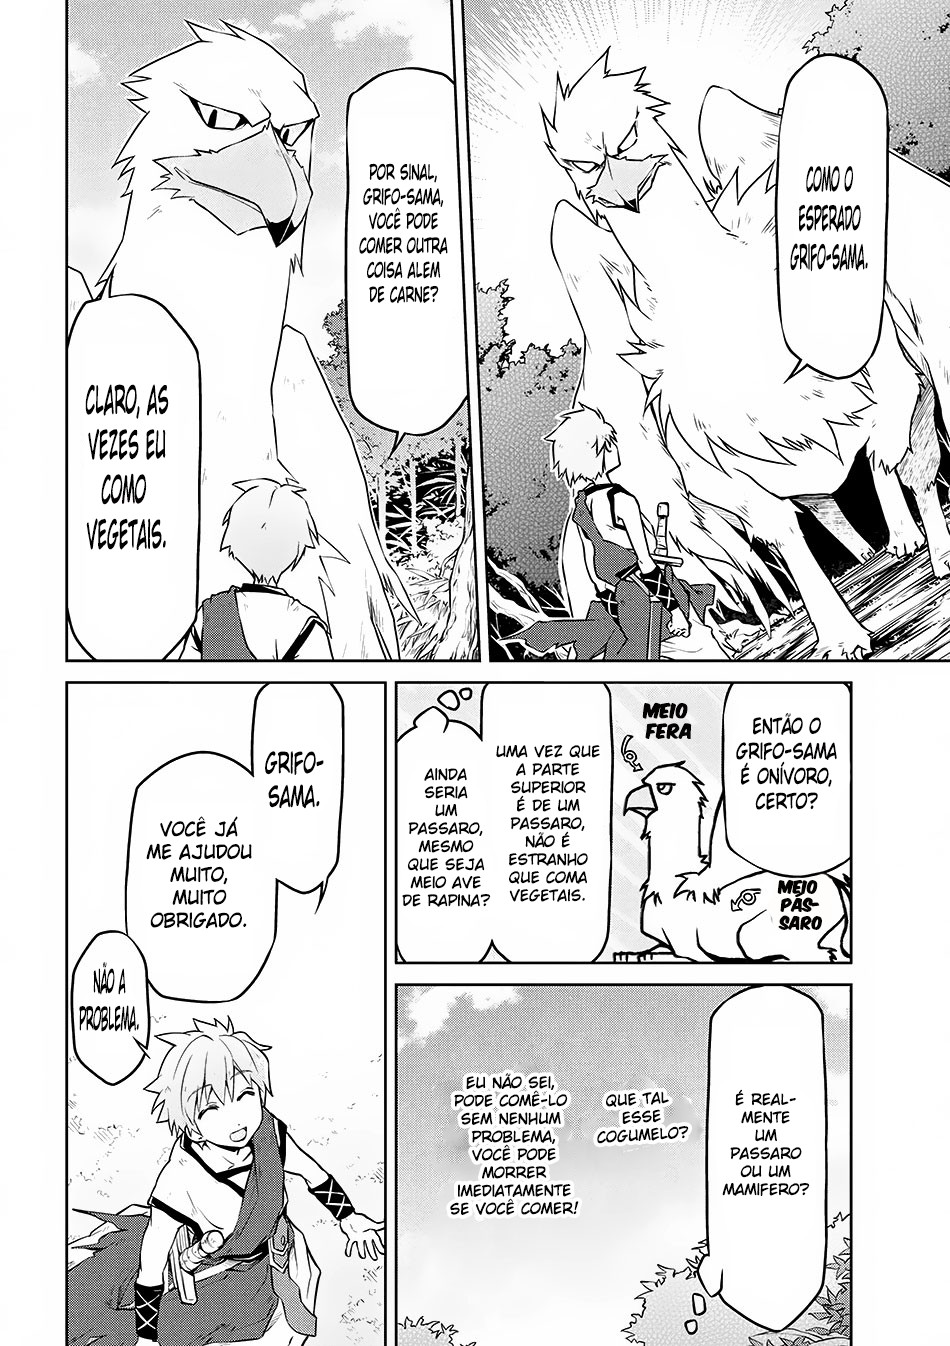 COMO O
ESPERADO
GRIFO-SAMA.
POR SINAL,
GRIFO-SAMA,
VOCÊ PODE
COMER OUTRA
COISA ALEM
DE CARNE?
CLARO, AS
VEZES EU
COMO
VEGETAIS.
ENTÃO O
GRIFO-SAMA
É ONÍVORO,
CERTO?
MEIO
FERA
MEIO
PÁS-
SARO
UMA VEZ QUE
A PARTE
SUPERIOR
É DE UM
PASSARO,
NÃO É
ESTRANHO
QUE COMA
VEGETAIS.
AINDA
SERIA
UM
PASSARO,
MESMO
QUE SEJA
MEIO AVE
DE RAPINA?
É REAL-
MENTE
UM
PASSARO
OU UM
MAMIFERO?
QUE TAL
ESSE
COGUMELO?
EU NÃO SEI,
PODE COMÊ-LO
SEM NENHUM
PROBLEMA,
VOCÊ PODE
MORRER
IMEDIATAMENTE
SE VOCÊ COMER!
GRIFO-
SAMA.
VOCÊ JÁ
ME AJUDOU
MUITO,
MUITO
OBRIGADO.
NÃO A
PROBLEMA.